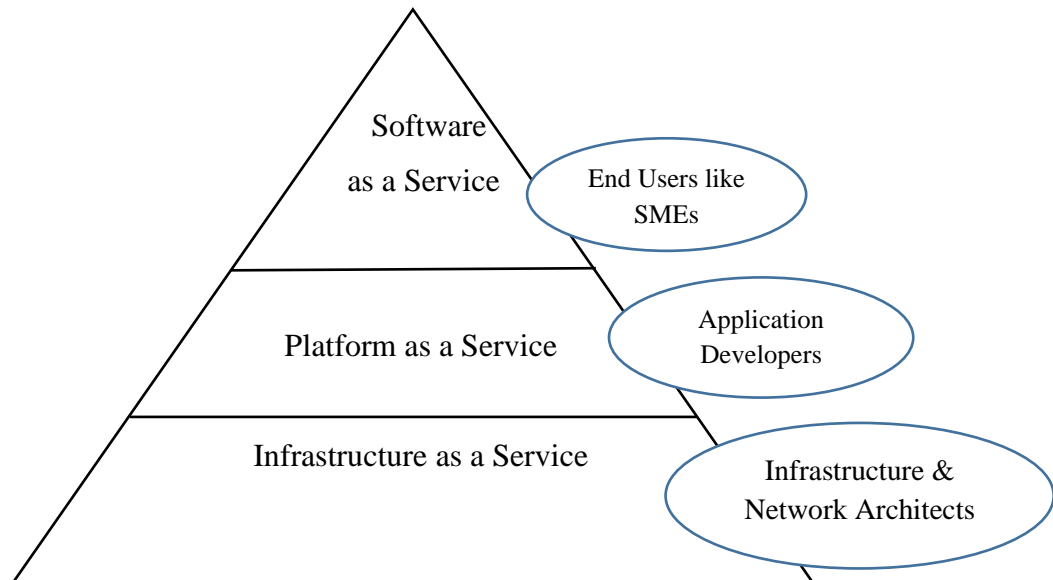 Software
as a Service
End Users like
SMEs
Application
Developers
Platform as a Service
Infrastructure as a Service
Infrastructure &
Network Architects